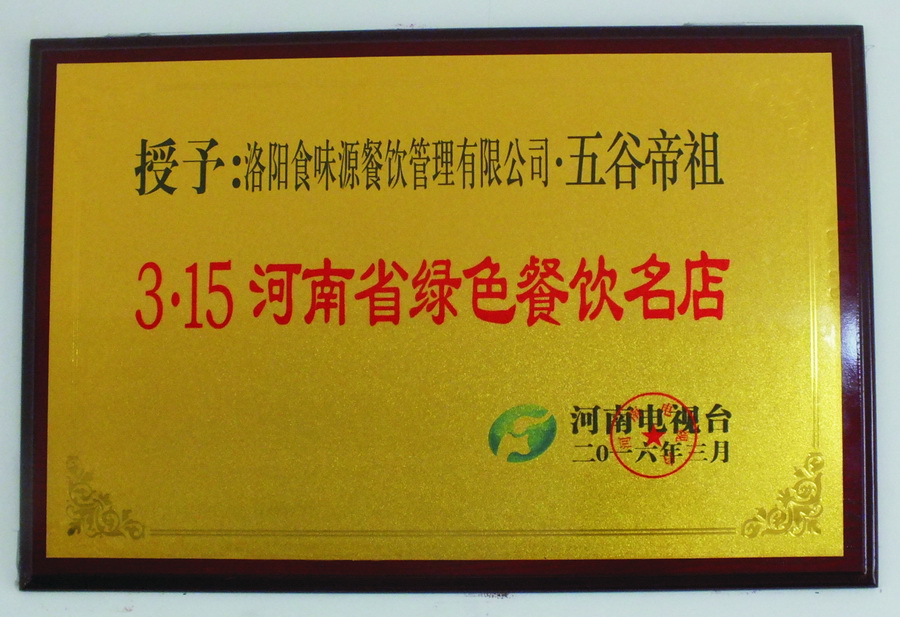 授予:洛阳食味源餐饮管理有限公司·五谷帝祖
3·15河南省绿色餐饮名店
河南电视台
二〇一六年三月